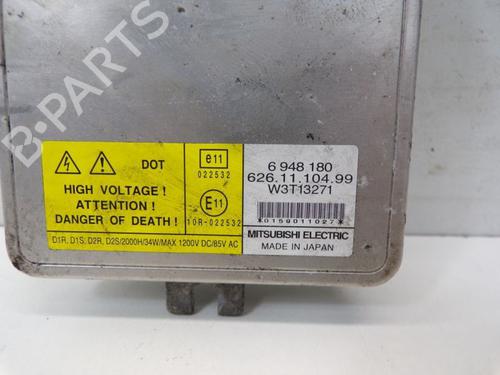 B-PARTS
DOT
e11
022532
HIGH VOLTAGE !
ATTENTION !
DANGER OF DEATH !
E11
10R-022532
D1R, D1S, D2R, D2S/2000H/34W/MAX 1200V DC/85V AC
6 948 180
626.11.104.99
W3T13271
*0159011027*
MITSUBISHI ELECTRIC
MADE IN JAPAN